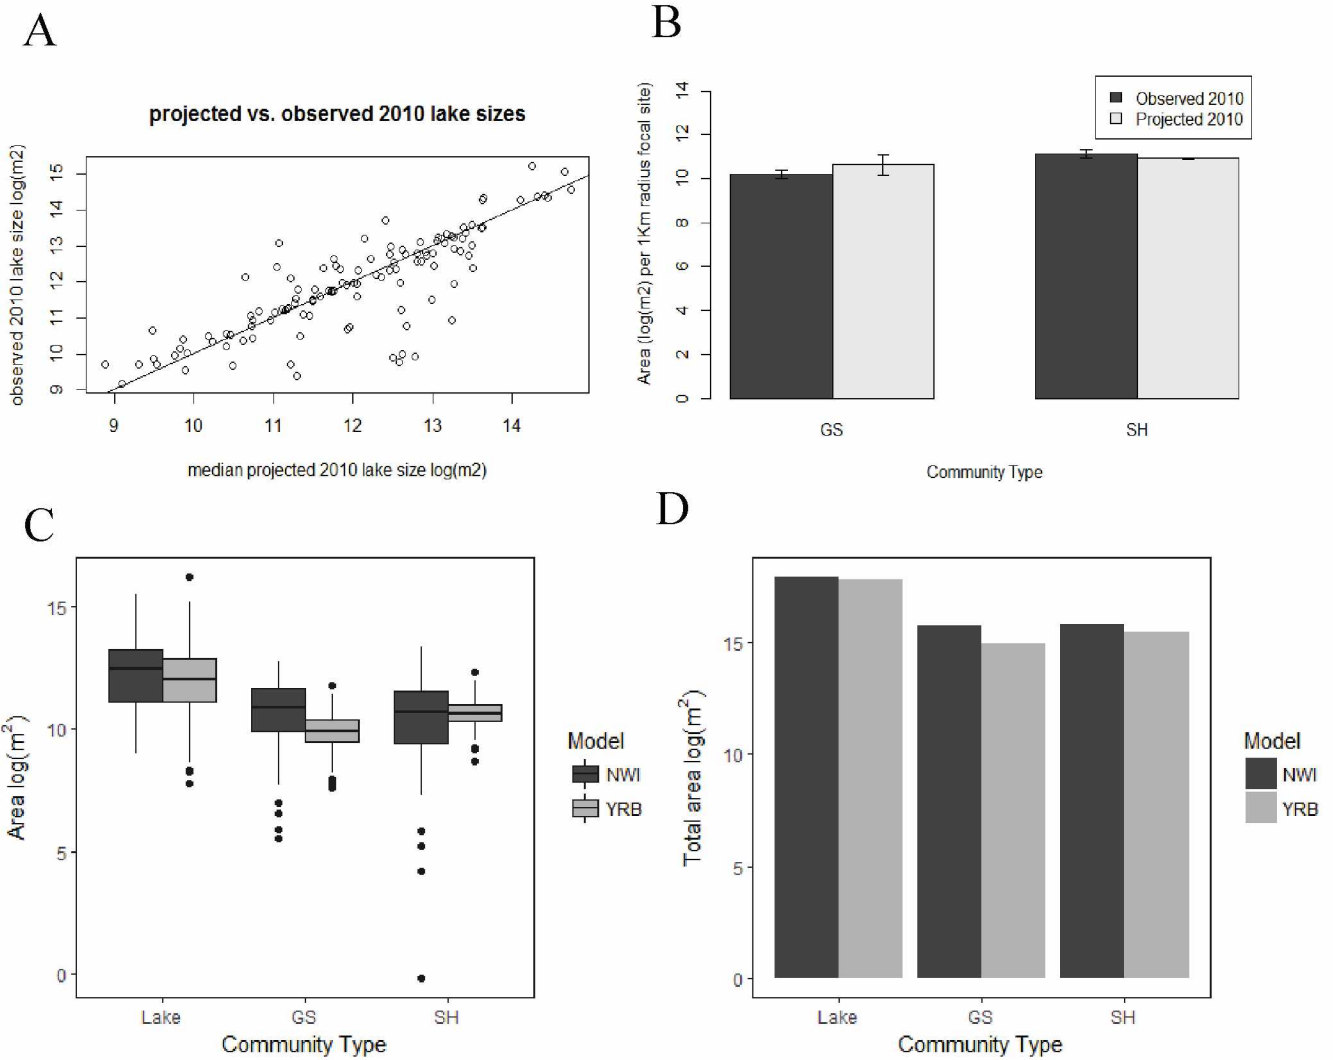 A
projected vs. observed 2010 lake sizes
observed 2010 lake size log(m2)
15
14
13
12
11
10
9
9 10 11 12 13 14
median projected 2010 lake size log(m2)
B
Area (log(m2) per 1Km radius focal site)
14
12
10
8
6
4
2
0
Observed 2010
Projected 2010
GS SH
Community Type
C
Area log(m²)
15
10
5
0
Lake GS SH
Community Type
Model
NWI
YRB
D
Total area log(m²)
15
10
5
0
Lake GS SH
Community Type
Model
NWI
YRB